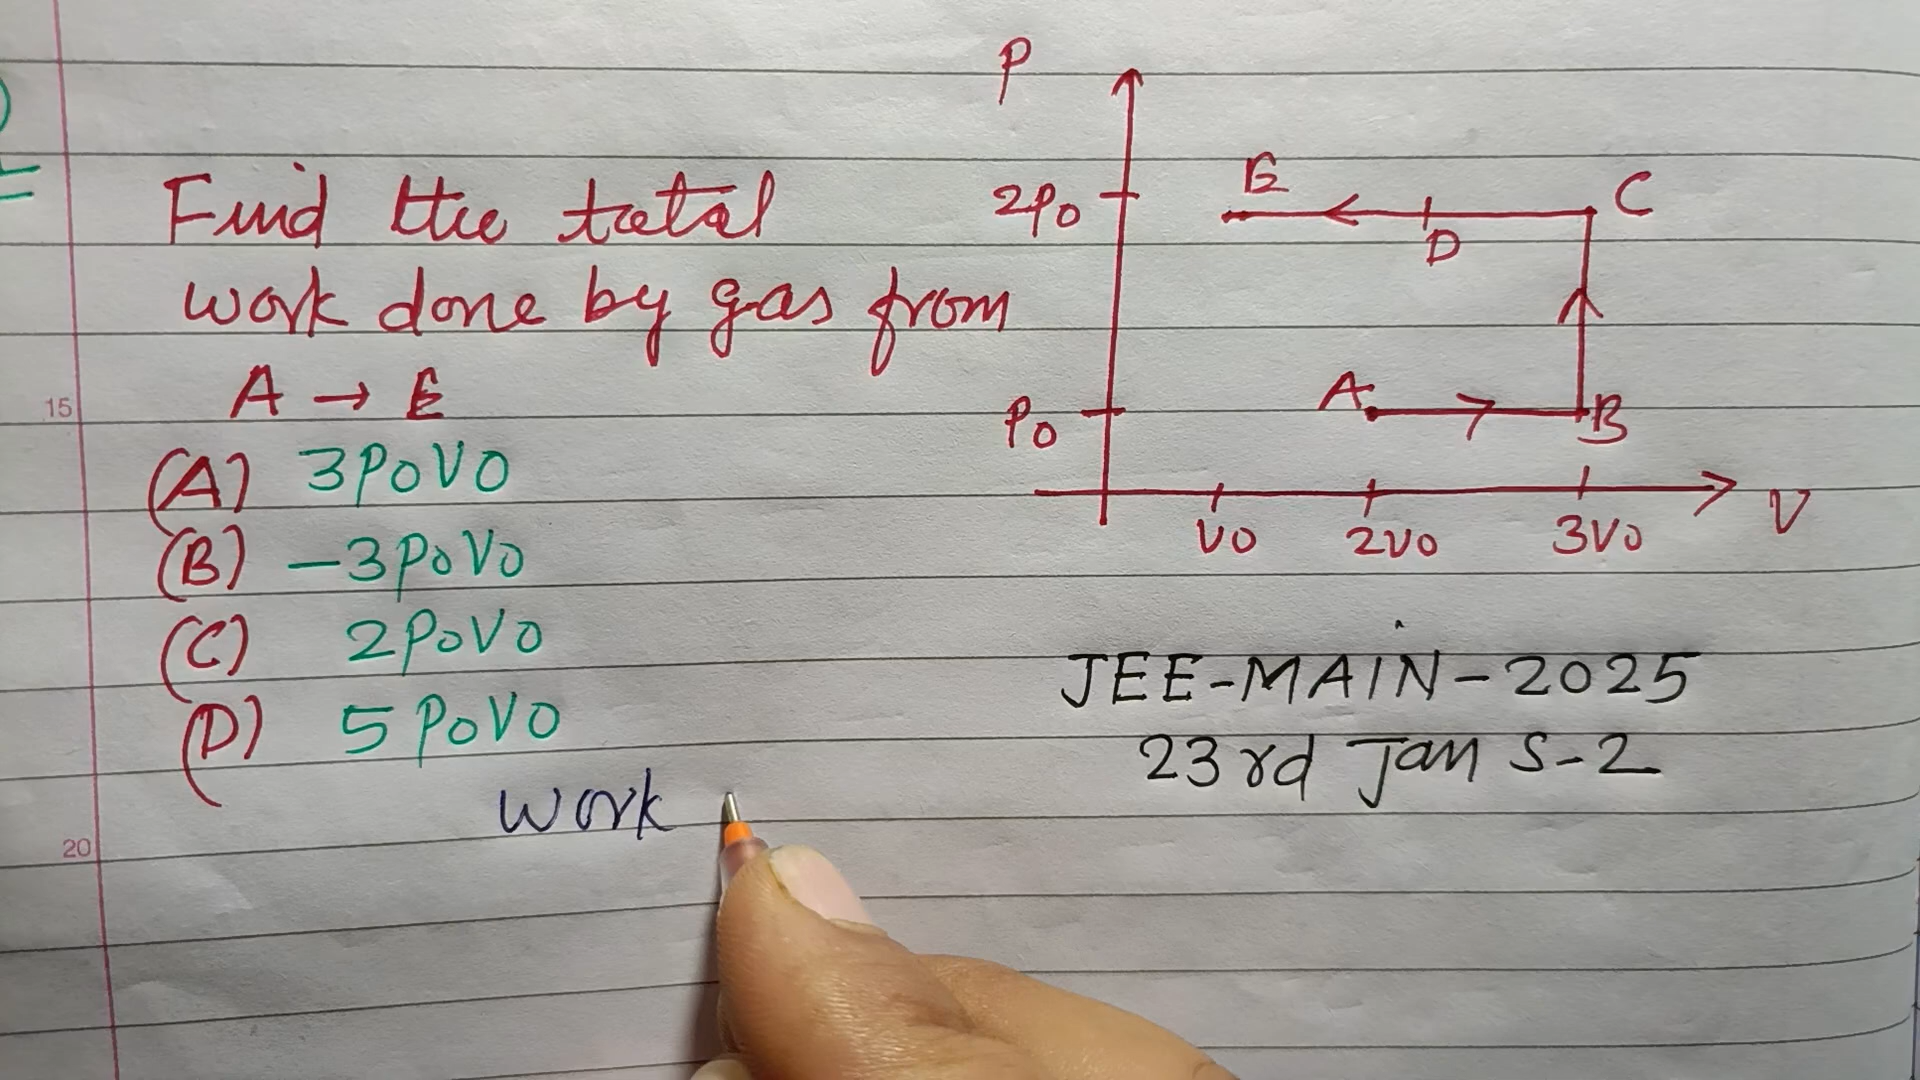 Find the total
work done by gas from
A → E
(A) 3P0V0
(B) -3P0V0
(C) 2P0V0
(D) 5P0V0
work
P
2P0
E
D
C
A
P0
B
V0
2V0
3V0
V
JEE-MAIN-2025
23rd Jan S-2
15
20